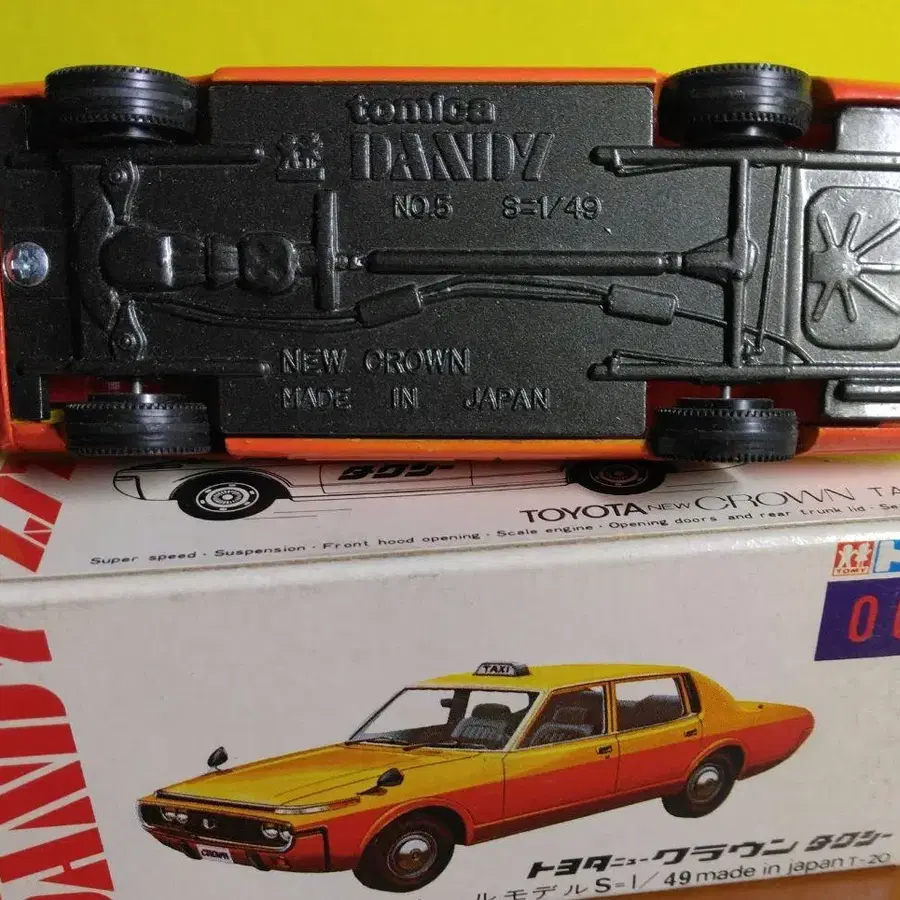 tomica
DANDY
NO.5 S=1/49
NEW CROWN
MADE IN JAPAN
タクシー
TOYOTA NEW CROWN TA
Super speed · Suspension · Front hood opening · Scale engine · Opening doors and rear trunk lid · Se
TOMY
TAXI
CROWN
トヨタニュークラウン タクシー
ルモデル S=1/49 made in japan T-20
DANDY